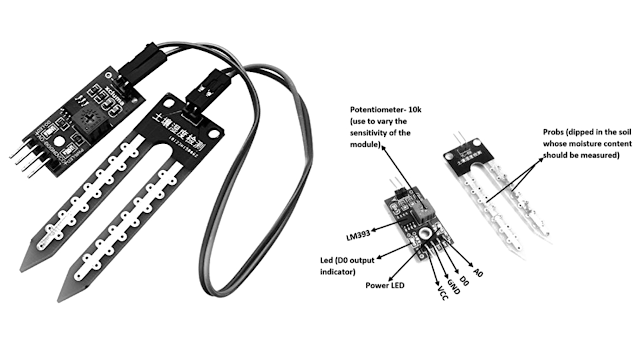 土壤湿度检测
Potentiometer- 10k
(use to vary the
sensitivity of the
module)
Probs (dipped in the soil
whose moisture content
should be measured)
LM393
Led (D0 output
indicator)
Power LED
VCC
GND
D0
A0